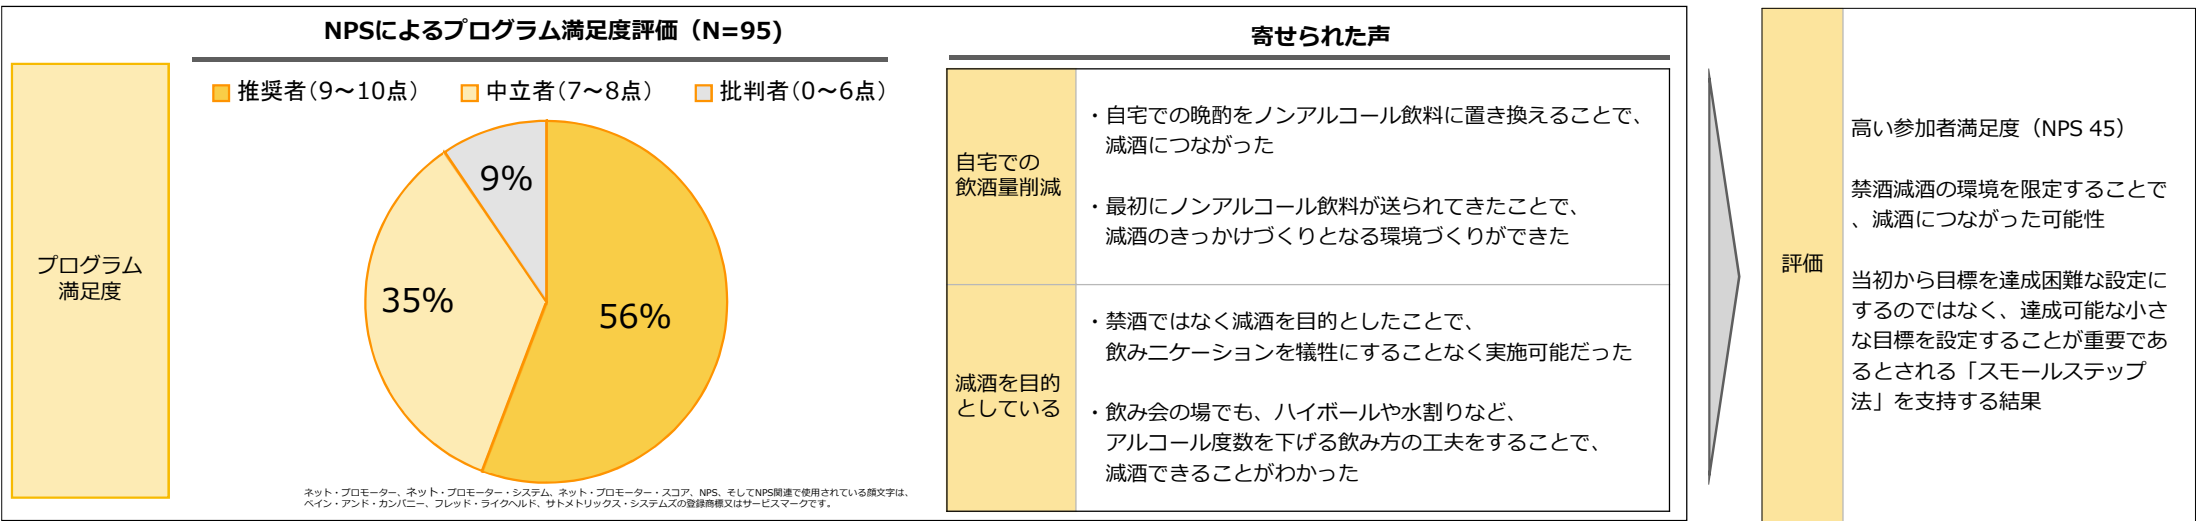 NPSによるプログラム満足度評価（N=95)
プログラム
満足度
推奨者（9～10点）
中立者（7～8点）
批判者（0～6点）
9%
35%
56%
ネット・プロモーター、ネット・プロモーター・システム、ネット・プロモーター・スコア、NPS、そしてNPS関連で使用されている顔文字は、
ベイン・アンド・カンパニー、フレッド・ライクヘルド、サトメトリックス・システムズの登録商標又はサービスマークです。
寄せられた声
自宅での
飲酒量削減
・自宅での晩酌をノンアルコール飲料に置き換えることで、
減酒につながった
・最初にノンアルコール飲料が送られてきたことで、
減酒のきっかけづくりとなる環境づくりができた
減酒を目的
としている
・禁酒ではなく減酒を目的としたことで、
飲みニケーションを犠牲にすることなく実施可能だった
・飲み会の場でも、ハイボールや水割りなど、
アルコール度数を下げる飲み方の工夫をすることで、
減酒できることがわかった
評価
高い参加者満足度（NPS 45）
禁酒減酒の環境を限定することで
、減酒につながった可能性
当初から目標を達成困難な設定に
するのではなく、達成可能な小さ
な目標を設定することが重要であ
るとされる「スモールステップ
法」を支持する結果